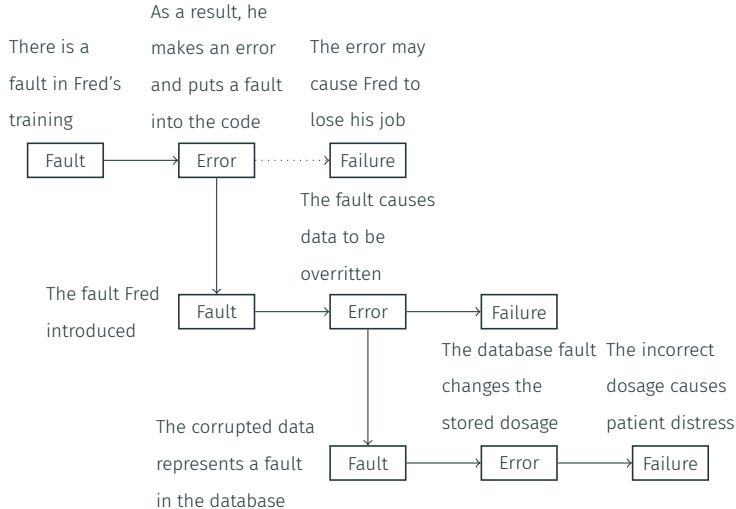 There is a
fault in Fred's
training
As a result, he
makes an error
and puts a fault
into the code
The error may
cause Fred to
lose his job
Fault
Error
Failure
The fault Fred
introduced
The fault causes
data to be
overritten
Fault
Error
Failure
The corrupted data
represents a fault
in the database
The database fault
changes the
stored dosage
The incorrect
dosage causes
patient distress
Fault
Error
Failure